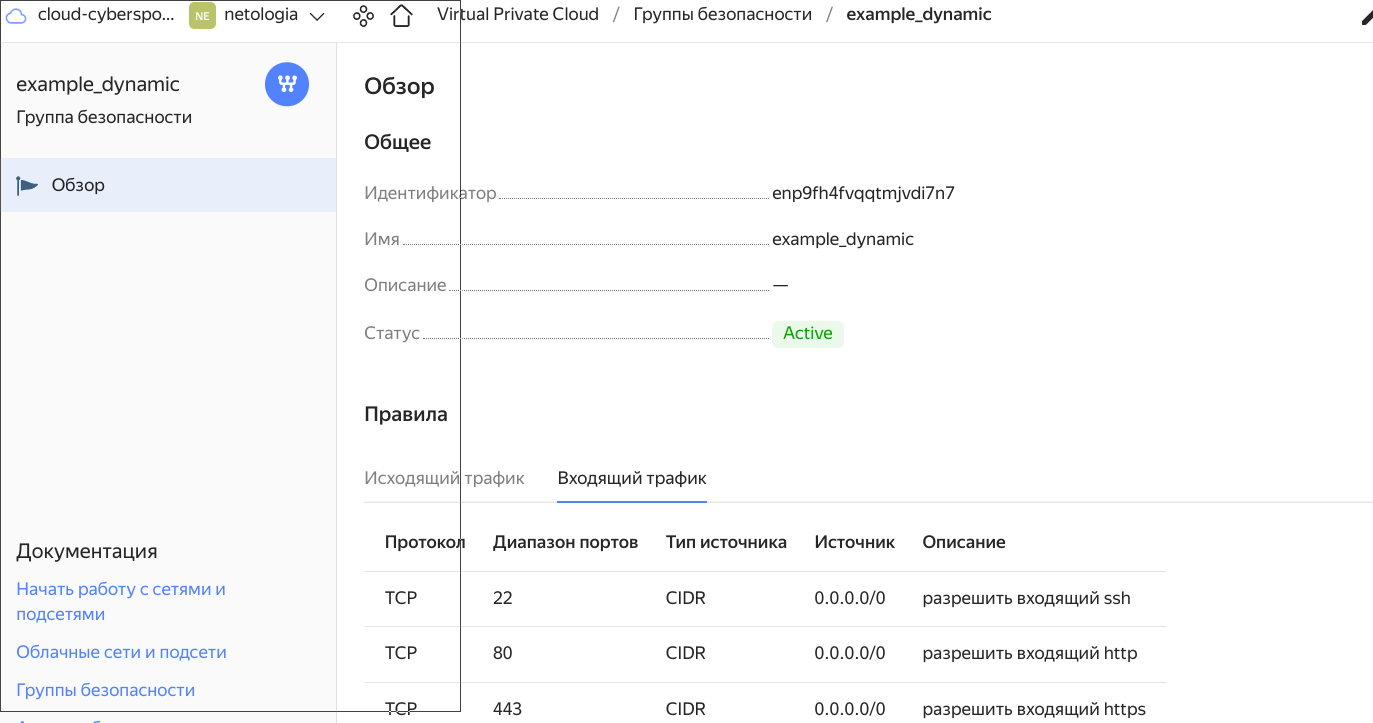 cloud-cyberspo... NE netologia Virtual Private Cloud / Группы безопасности / example_dynamic
example_dynamic
Группа безопасности
Обзор
Документация
Начать работу с сетями и
подсетями
Облачные сети и подсети
Группы безопасности
Обзор
Общее
Идентификатор enp9fh4fvqqtmjvdi7n7
Имя example_dynamic
Описание —
Статус Active
Правила
Исходящий трафик Входящий трафик
Протокол Диапазон портов Тип источника Источник Описание
TCP 22 CIDR 0.0.0.0/0 разрешить входящий ssh
TCP 80 CIDR 0.0.0.0/0 разрешить входящий http
TCP 443 CIDR 0.0.0.0/0 разрешить входящий https